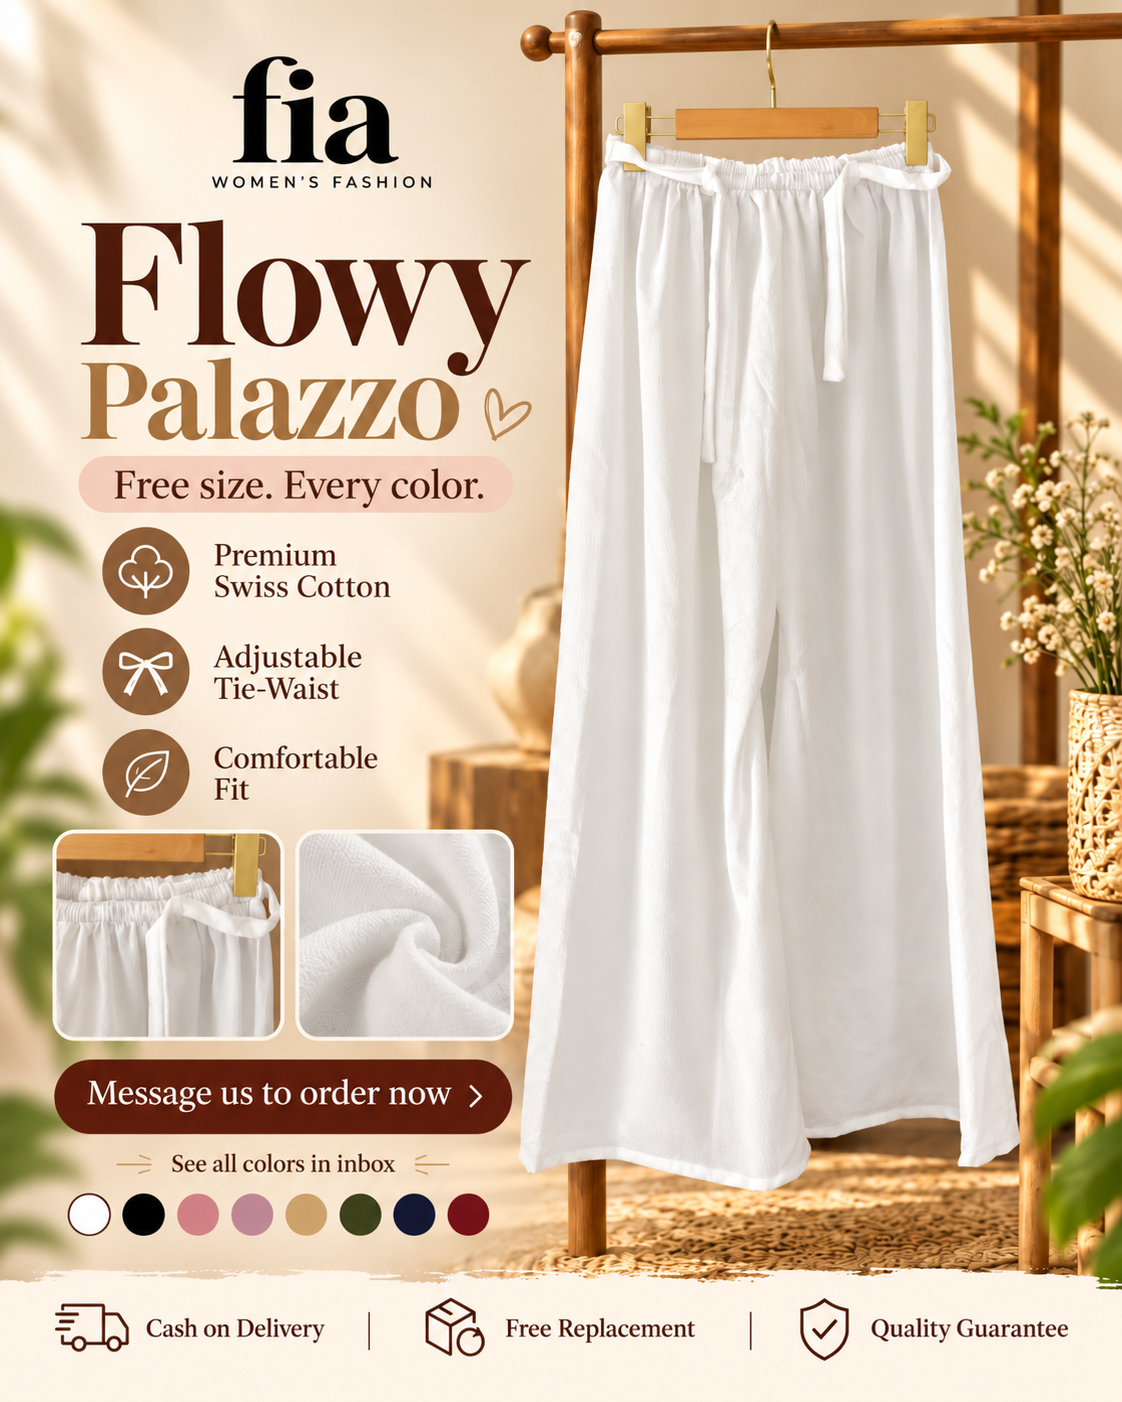 fia
WOMEN'S FASHION
Flowy
Palazzo
Free size. Every color.
Premium
Swiss Cotton
Adjustable
Tie-Waist
Comfortable
Fit
Message us to order now
See all colors in inbox
Cash on Delivery
Free Replacement
Quality Guarantee